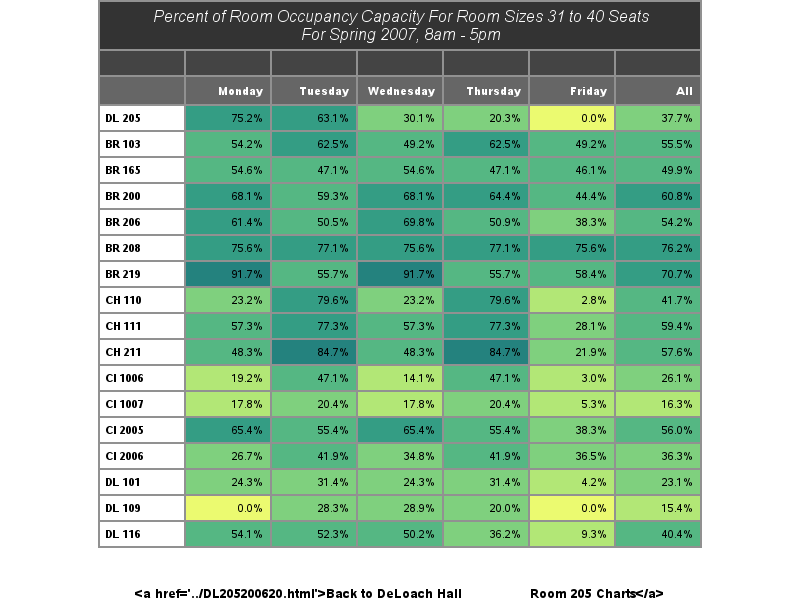 Percent of Room Occupancy Capacity For Room Sizes 31 to 40 Seats
For Spring 2007, 8am - 5pm
Monday Tuesday Wednesday Thursday Friday All
DL 205 75.2% 63.1% 30.1% 20.3% 0.0% 37.7%
BR 103 54.2% 62.5% 49.2% 62.5% 49.2% 55.5%
BR 165 54.6% 47.1% 54.6% 47.1% 46.1% 49.9%
BR 200 68.1% 59.3% 68.1% 64.4% 44.4% 60.8%
BR 206 61.4% 50.5% 69.8% 50.9% 38.3% 54.2%
BR 208 75.6% 77.1% 75.6% 77.1% 75.6% 76.2%
BR 219 91.7% 55.7% 91.7% 55.7% 58.4% 70.7%
CH 110 23.2% 79.6% 23.2% 79.6% 2.8% 41.7%
CH 111 57.3% 77.3% 57.3% 77.3% 28.1% 59.4%
CH 211 48.3% 84.7% 48.3% 84.7% 21.9% 57.6%
CI 1006 19.2% 47.1% 14.1% 47.1% 3.0% 26.1%
CI 1007 17.8% 20.4% 17.8% 20.4% 5.3% 16.3%
CI 2005 65.4% 55.4% 65.4% 55.4% 38.3% 56.0%
CI 2006 26.7% 41.9% 34.8% 41.9% 36.5% 36.3%
DL 101 24.3% 31.4% 24.3% 31.4% 4.2% 23.1%
DL 109 0.0% 28.3% 28.9% 20.0% 0.0% 15.4%
DL 116 54.1% 52.3% 50.2% 36.2% 9.3% 40.4%
<a href='../DL205200620.html'>Back to DeLoach Hall Room 205 Charts</a>